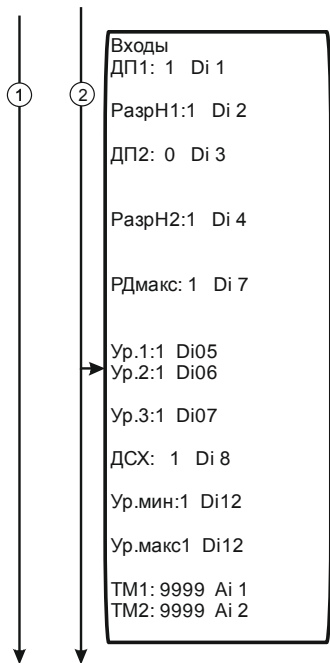 1
2
Входы
ДП1: 1 Di 1
РазрН1:1 Di 2
ДП2: 0 Di 3
РазрН2:1 Di 4
РДмакс: 1 Di 7
Ур.1:1 Di05
Ур.2:1 Di06
Ур.3:1 Di07
ДСХ: 1 Di 8
Ур.мин:1 Di12
Ур.макс1 Di12
ТМ1: 9999 Ai 1
ТМ2: 9999 Ai 2